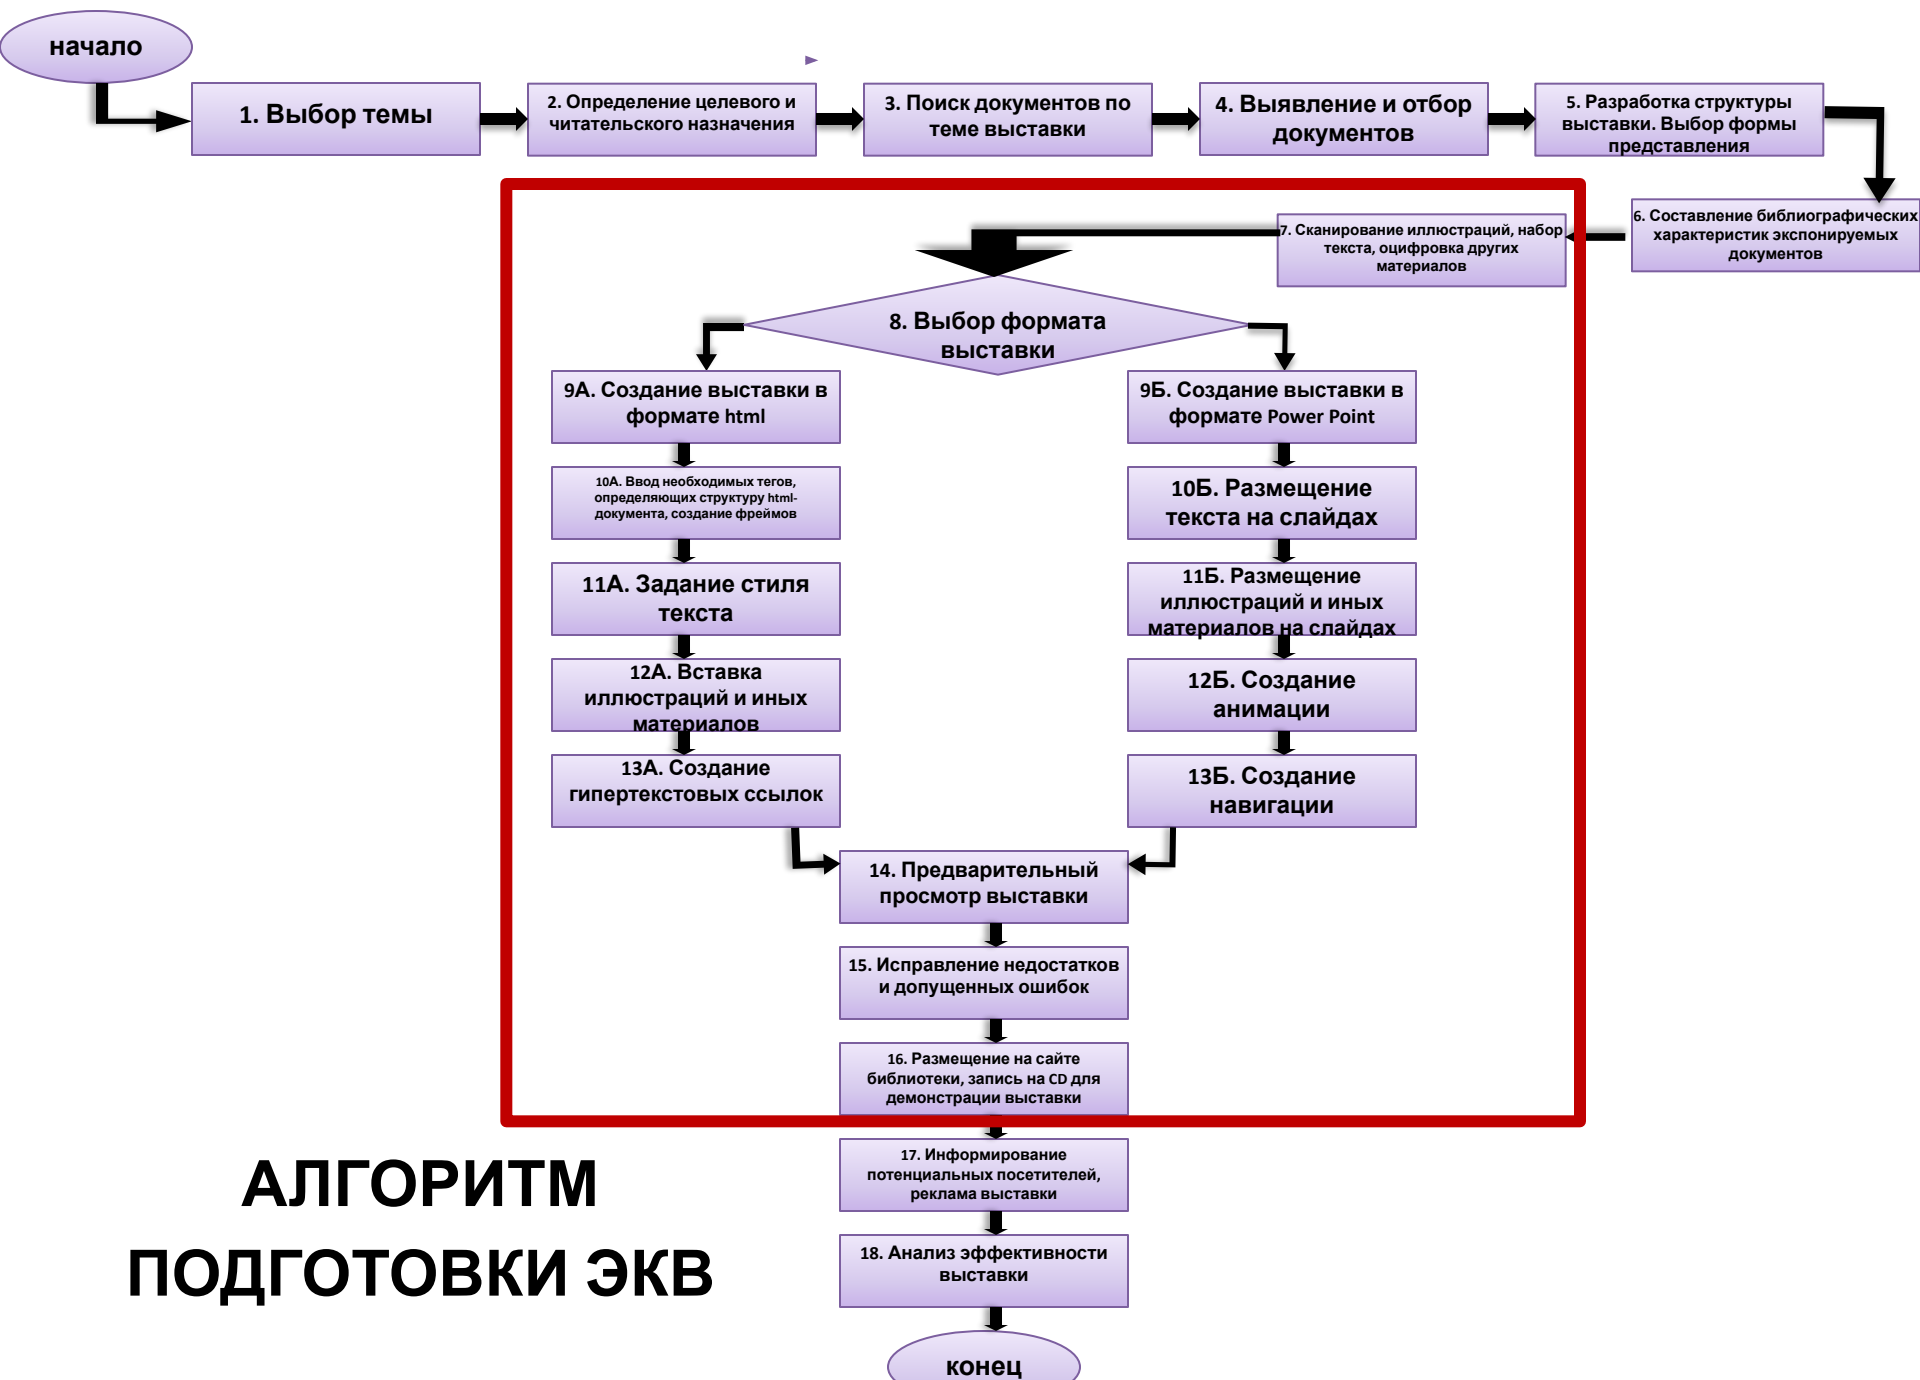 начало
1. Выбор темы
2. Определение целевого и
читательского назначения
3. Поиск документов по
теме выставки
4. Выявление и отбор
документов
5. Разработка структуры
выставки. Выбор формы
представления
6. Составление библиографических
характеристик экспонируемых
документов
7. Сканирование иллюстраций, набор
текста, оцифровка других
материалов
8. Выбор формата
выставки
9А. Создание выставки в
формате html
9Б. Создание выставки в
формате Power Point
10А. Ввод необходимых тегов,
определяющих структуру html-
документа, создание фреймов
10Б. Размещение
текста на слайдах
11А. Задание стиля
текста
11Б. Размещение
иллюстраций и иных
материалов на слайдах
12А. Вставка
иллюстраций и иных
материалов
12Б. Создание
анимации
13А. Создание
гипертекстовых ссылок
13Б. Создание
навигации
14. Предварительный
просмотр выставки
15. Исправление недостатков
и допущенных ошибок
16. Размещение на сайте
библиотеки, запись на CD для
демонстрации выставки
17. Информирование
потенциальных посетителей,
реклама выставки
18. Анализ эффективности
выставки
конец
АЛГОРИТМ
ПОДГОТОВКИ ЭКВ